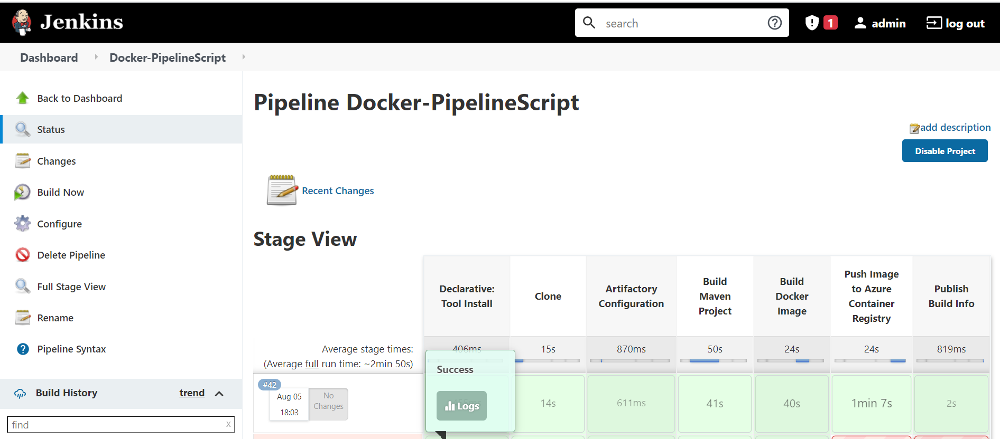 Jenkins
search
1
admin
log out
Dashboard
Docker-PipelineScript
Back to Dashboard
Status
Changes
Build Now
Configure
Delete Pipeline
Full Stage View
Rename
Pipeline Syntax
Build History
trend
find
X
Pipeline Docker-PipelineScript
add description
Disable Project
Recent Changes
Stage View
Declarative:
Tool Install
Clone
Artifactory
Configuration
Build
Maven
Project
Build
Docker
Image
Push Image
to Azure
Container
Registry
Publish
Build Info
Average stage times:
(Average full run time: ~2min 50s)
406ms
15s
870ms
50s
24s
24s
819ms
#42
Aug 05
18:03
No
Changes
Success
Logs
14s
611ms
41s
40s
1min 7s
2s